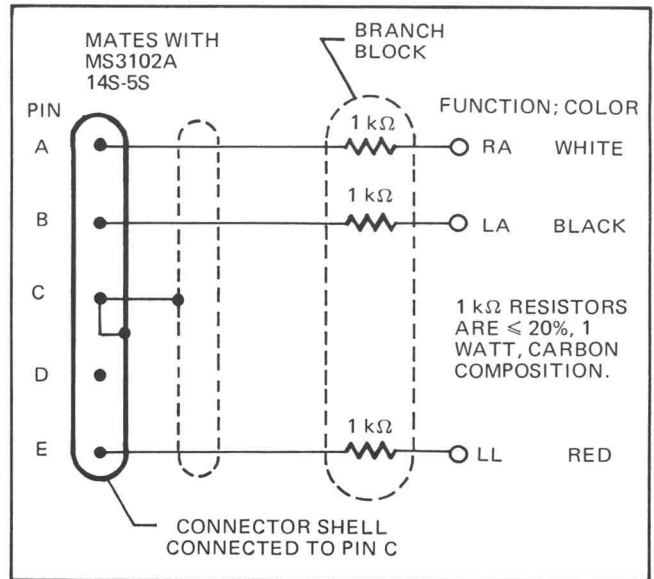 MATES WITH
MS3102A
14S-5S
BRANCH
BLOCK
PIN
FUNCTION; COLOR
A
1 kΩ
RA WHITE
B
1 kΩ
LA BLACK
C
1 kΩ RESISTORS
ARE ⩽ 20%, 1
WATT, CARBON
COMPOSITION.
D
E
1 kΩ
LL RED
CONNECTOR SHELL
CONNECTED TO PIN C